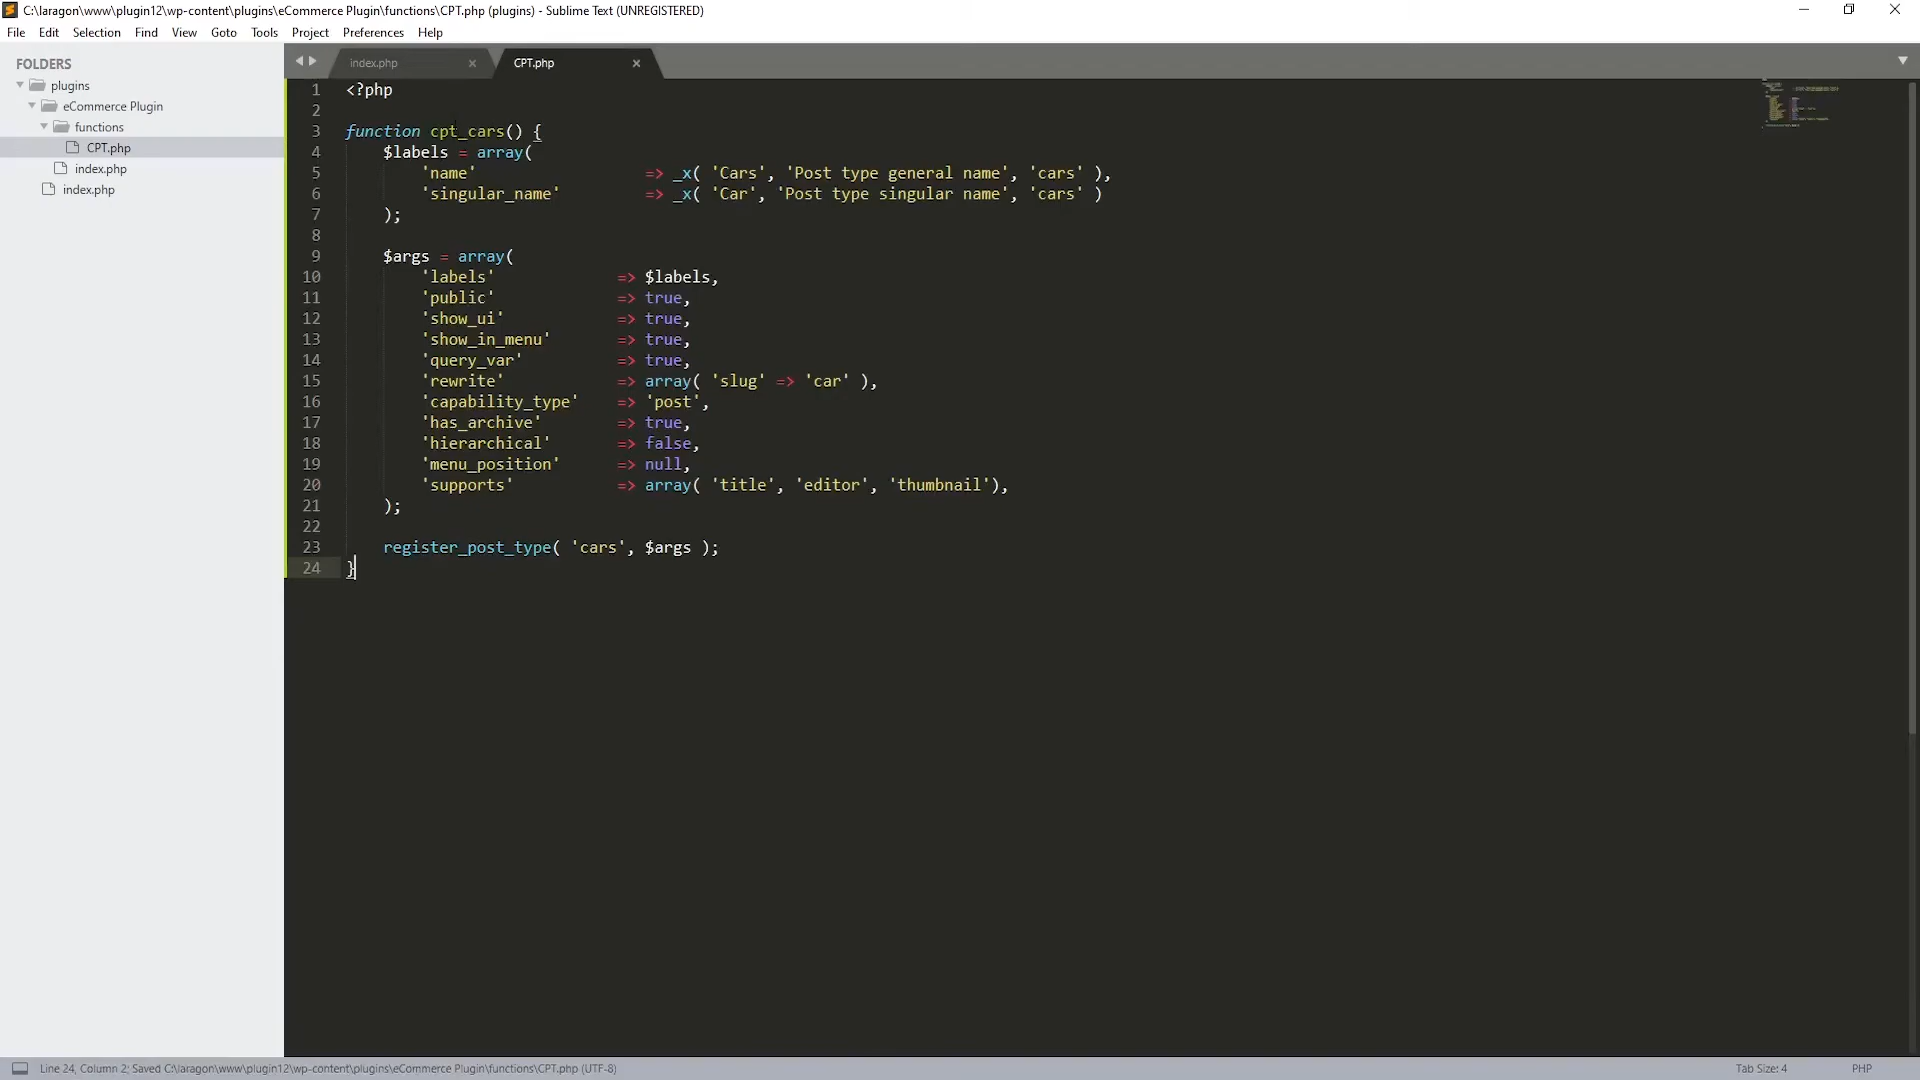 C:\laragon\www\plugin12\wp-content\plugins\eCommerce Plugin\functions\CPT.php (plugins) - Sublime Text (UNREGISTERED)
File Edit Selection Find View Goto Tools Project Preferences Help
FOLDERS
plugins
eCommerce Plugin
functions
CPT.php
index.php
index.php
index.php × CPT.php ×
1 <?php
2
3 function cpt_cars() {
4     $labels = array(
5         'name'                  => _x( 'Cars', 'Post type general name', 'cars' ),
6         'singular_name'         => _x( 'Car', 'Post type singular name', 'cars' )
7     );
8
9     $args = array(
10         'labels'             => $labels,
11         'public'             => true,
12         'show_ui'            => true,
13         'show_in_menu'       => true,
14         'query_var'          => true,
15         'rewrite'            => array( 'slug' => 'car' ),
16         'capability_type'    => 'post',
17         'has_archive'        => true,
18         'hierarchical'       => false,
19         'menu_position'      => null,
20         'supports'           => array( 'title', 'editor', 'thumbnail'),
21     );
22
23     register_post_type( 'cars', $args );
24 }
Line 24, Column 2; Saved C:\laragon\www\plugin12\wp-content\plugins\eCommerce Plugin\functions\CPT.php (UTF-8) Tab Size: 4 PHP